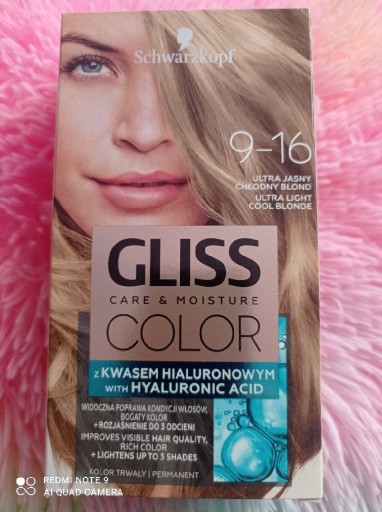 Schwarzkopf
9-16
ULTRA JASNY
CHŁODNY BLOND
ULTRA LIGHT
COOL BLONDE
GLISS
CARE & MOISTURE
COLOR
z KWASEM HIALURONOWYM
WITH HYALURONIC ACID
WIDOCZNA POPRAWA KONDYCJI WŁOSÓW,
BOGATY KOLOR
+ ROZJAŚNIENIE DO 3 ODCIENI
IMPROVES VISIBLE HAIR QUALITY,
RICH COLOR
+ LIGHTENS UP TO 3 SHADES
KOLOR TRWAŁY | PERMANENT
REDMI NOTE 9
AI QUAD CAMERA